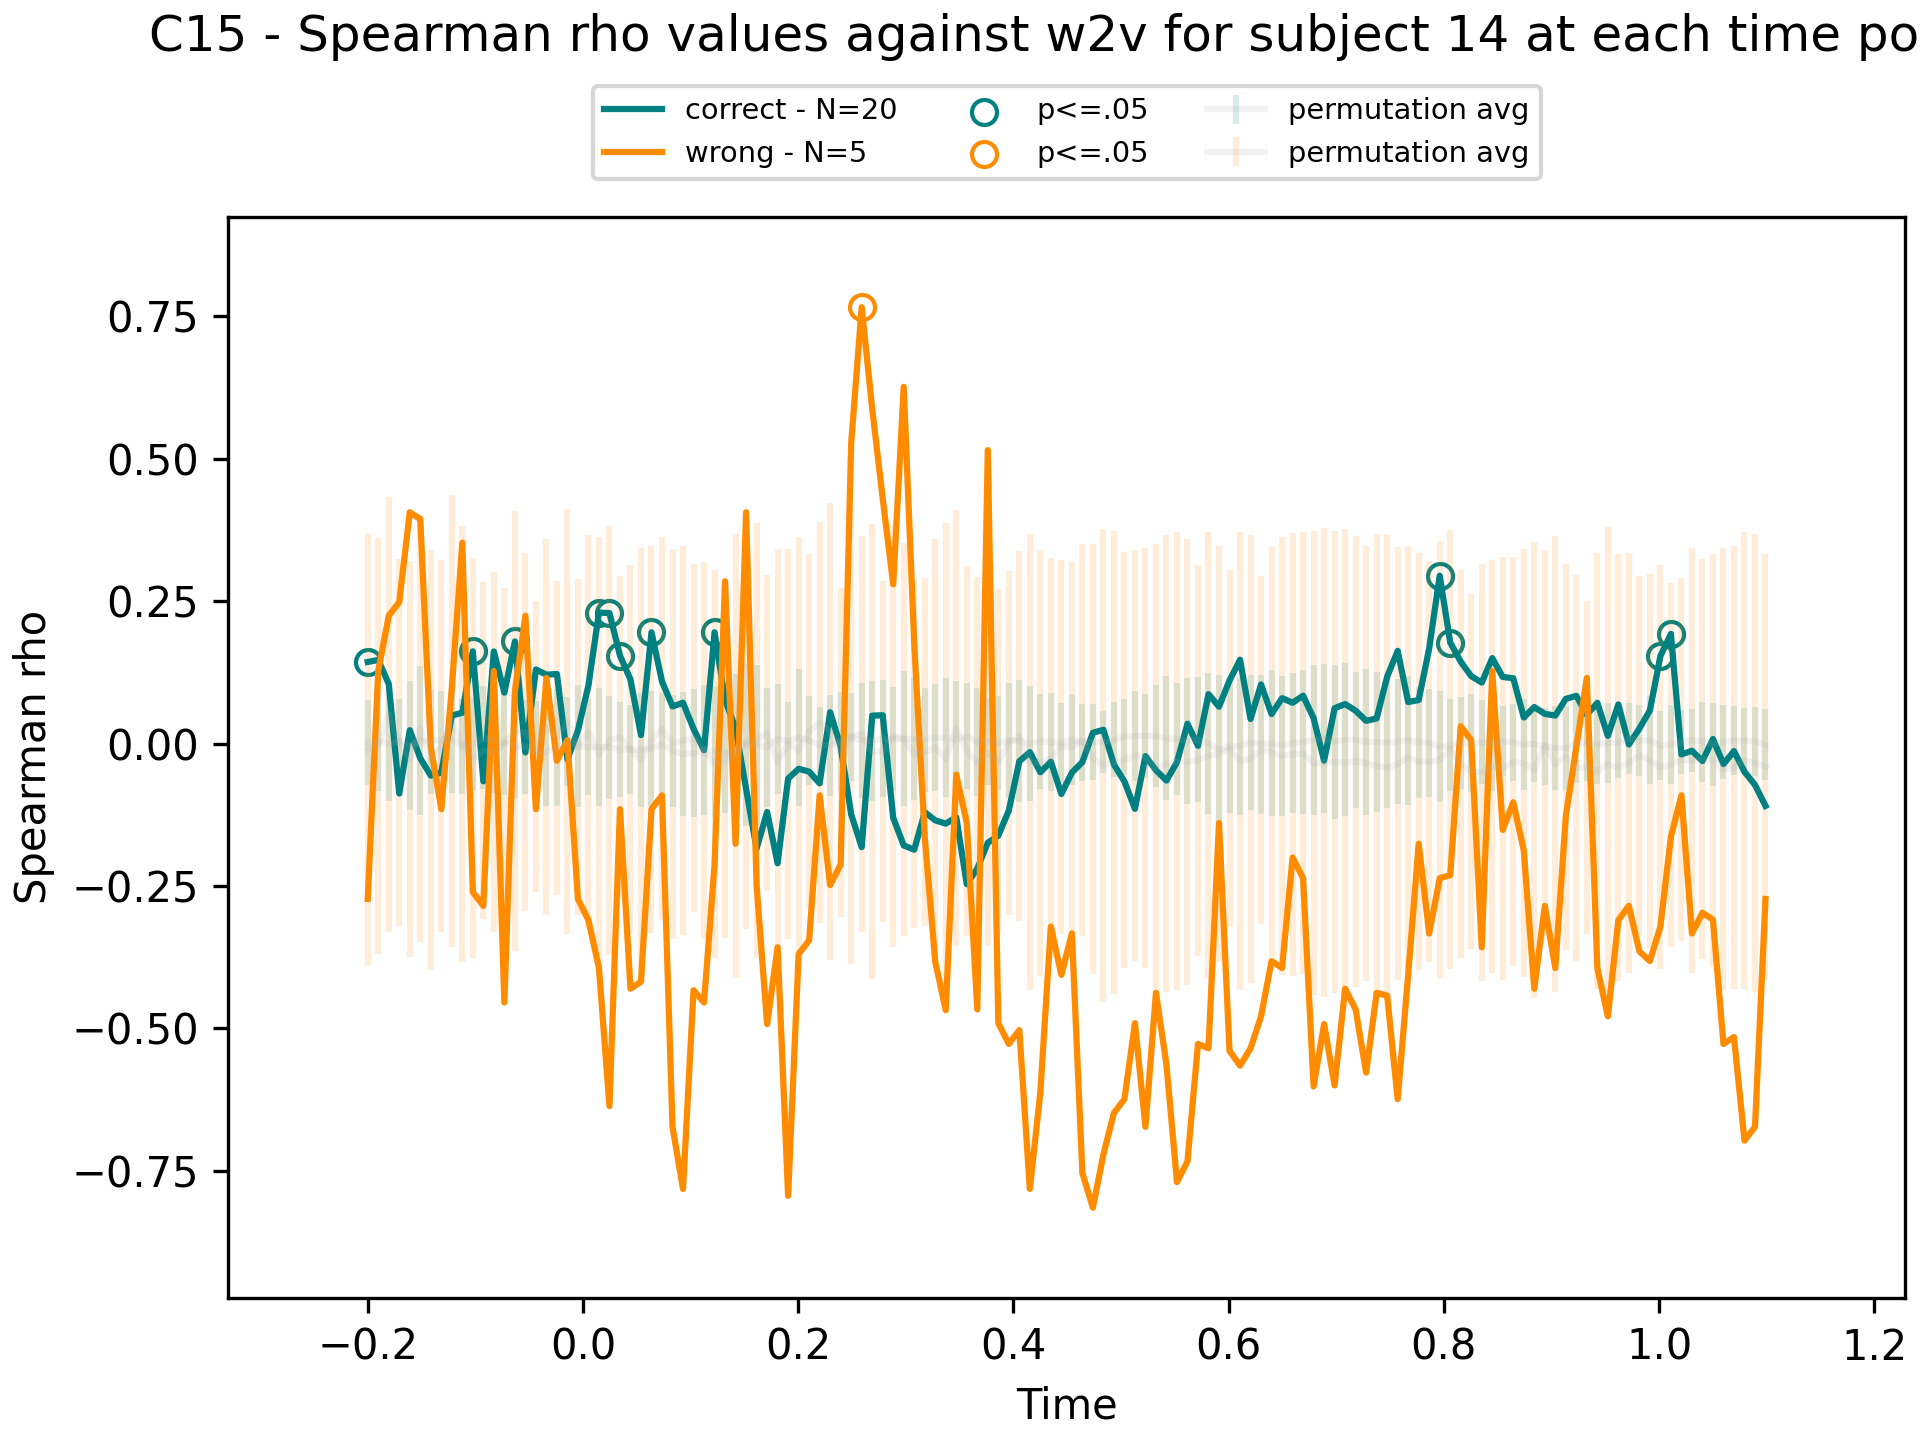 C15 - Spearman rho values against w2v for subject 14 at each time po
correct - N=20 p<=.05 permutation avg
wrong - N=5 p<=.05 permutation avg
Spearman rho
0.75
0.50
0.25
0.00
−0.25
−0.50
−0.75
−0.2 0.0 0.2 0.4 0.6 0.8 1.0 1.2
Time